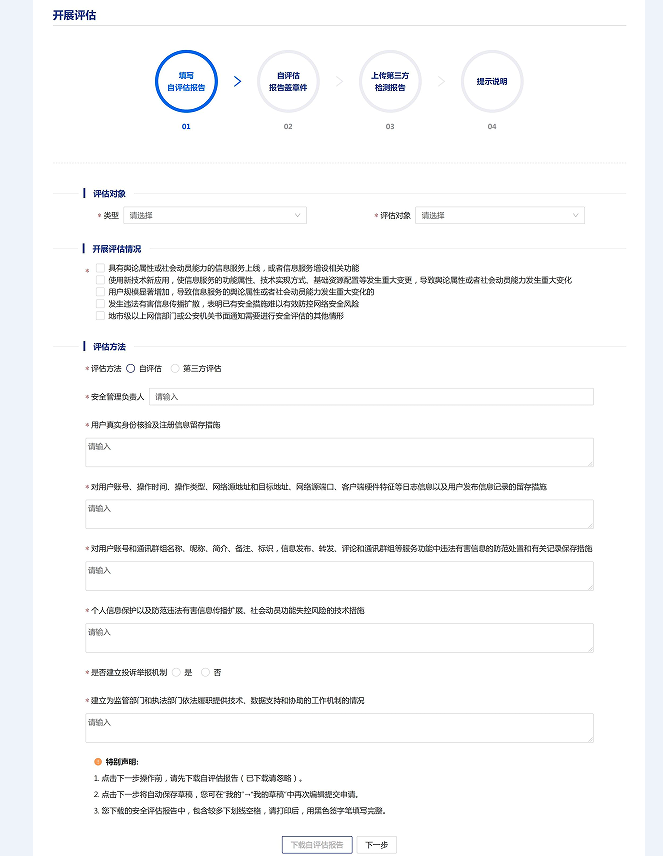 开展评估
填写
自评估报告
自评估
报告盖章件
上传第三方
检测报告
提示说明
01
02
03
04
评估对象
* 类型 请选择
* 评估对象 请选择
开展评估情况
* 具有舆论属性或社会动员能力的信息服务上线，或者信息服务增设相关功能
使用新技术新应用，使信息服务的功能属性、技术实现方式、基础资源配置等发生重大变更，导致舆论属性或者社会动员能力发生重大变化
用户规模显著增加，导致信息服务的舆论属性或者社会动员能力发生重大变化的
发生违法有害信息传播扩散，表明已有安全措施难以有效防控网络安全风险
地市级以上网信部门或公安机关书面通知需要进行安全评估的其他情形
评估方法
* 评估方法 自评估 第三方评估
* 安全管理负责人 请输入
* 用户真实身份核验及注册信息留存措施
请输入
* 对用户账号、操作时间、操作类型、网络源地址和目标地址、网络源端口、客户端硬件特征等日志信息以及用户发布信息记录的留存措施
请输入
* 对用户账号和通讯群组名称、昵称、简介、备注、标识，信息发布、转发、评论和通讯群组等服务功能中违法有害信息的防范处置和有关记录保存措施
请输入
* 个人信息保护以及防范违法有害信息传播扩展、社会动员功能失控风险的技术措施
请输入
* 是否建立投诉举报机制 是 否
* 建立为监管部门和执法部门依法履职提供技术、数据支持和协助的工作机制的情况
请输入
特别声明:
1. 点击下一步操作前，请先下载自评估报告（已下载请忽略）。
2. 点击下一步将自动保存草稿，您可在"我的"→"我的草稿"中再次编辑提交申请。
3. 您下载的安全评估报告中，包含较多下划线空格，请打印后，用黑色签字笔填写完整。
下载自评估报告
下一步